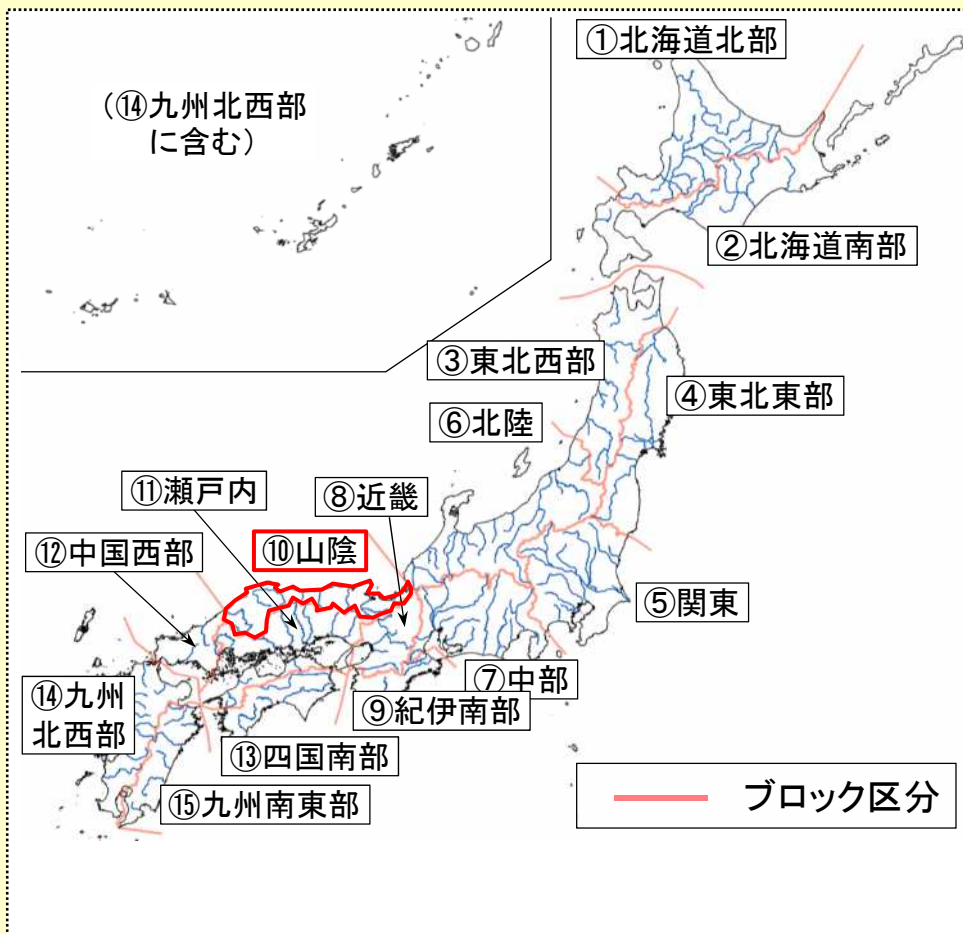 ①北海道北部
(⑭九州北西部
に含む)
②北海道南部
③東北西部
④東北東部
⑥北陸
⑪瀬戸内
⑧近畿
⑩山陰
⑫中国西部
⑤関東
⑦中部
⑭九州
北西部
⑨紀伊南部
⑬四国南部
⑮九州南東部
ブロック区分